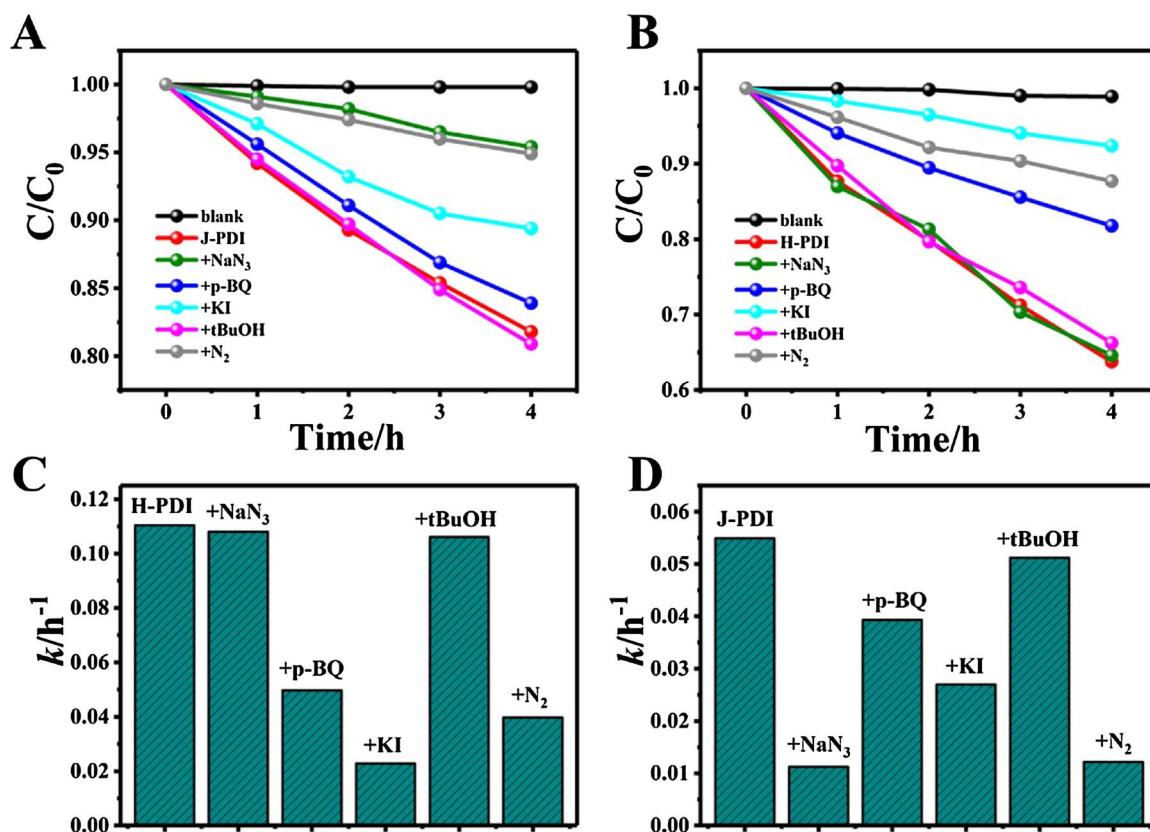 A
C/C₀
1.00
0.95
0.90
0.85
0.80
blank
J-PDI
+NaN₃
+p-BQ
+KI
+tBuOH
+N₂
0 1 2 3 4
Time/h
B
C/C₀
1.0
0.9
0.8
0.7
0.6
blank
H-PDI
+NaN₃
+p-BQ
+KI
+tBuOH
+N₂
0 1 2 3 4
Time/h
C
k/h⁻¹
0.12
0.10
0.08
0.06
0.04
0.02
0.00
H-PDI
+NaN₃
+p-BQ
+KI
+tBuOH
+N₂
D
k/h⁻¹
0.06
0.05
0.04
0.03
0.02
0.01
0.00
J-PDI
+NaN₃
+p-BQ
+KI
+tBuOH
+N₂